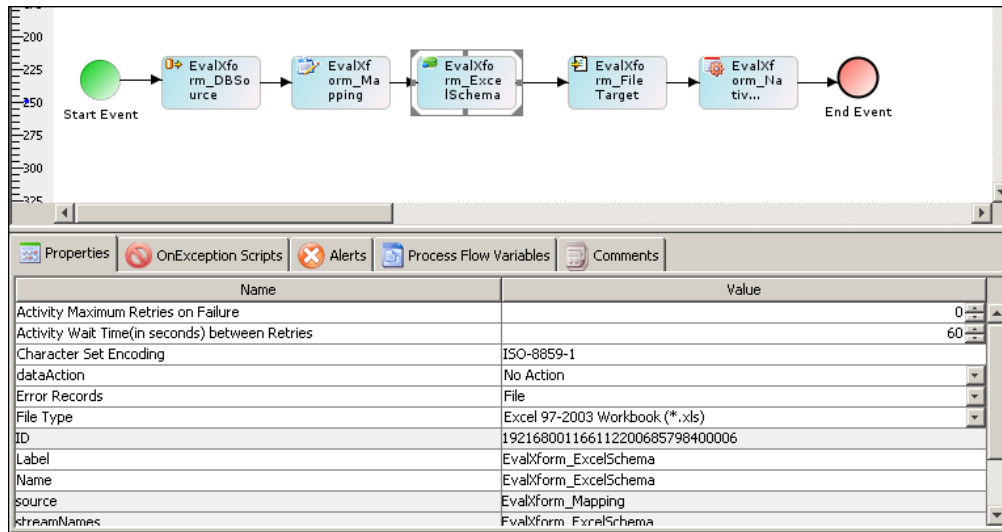 200
225
250
275
300
325
Start Event
EvalXfo
rm_DBSo
urce
EvalXf
orm_Ma
pping
EvalXfo
rm_Exce
lSchema
EvalXfo
rm_File
Target
EvalXf
orm_Na
tiv...
End Event
Properties OnException Scripts Alerts Process Flow Variables Comments
Name Value
Activity Maximum Retries on Failure 0
Activity Wait Time(in seconds) between Retries 60
Character Set Encoding ISO-8859-1
dataAction No Action
Error Records File
File Type Excel 97-2003 Workbook (*.xls)
ID 192168001166112200685798400006
Label EvalXform_ExcelSchema
Name EvalXform_ExcelSchema
source EvalXform_Mapping
streamNames EvalXform_ExcelSchema